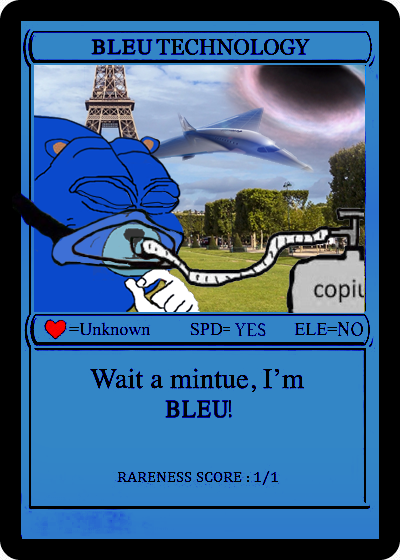 BLEU TECHNOLOGY
copiu
=Unknown SPD= YES ELE=NO
Wait a mintue, I'm
BLEU!
RARENESS SCORE : 1/1